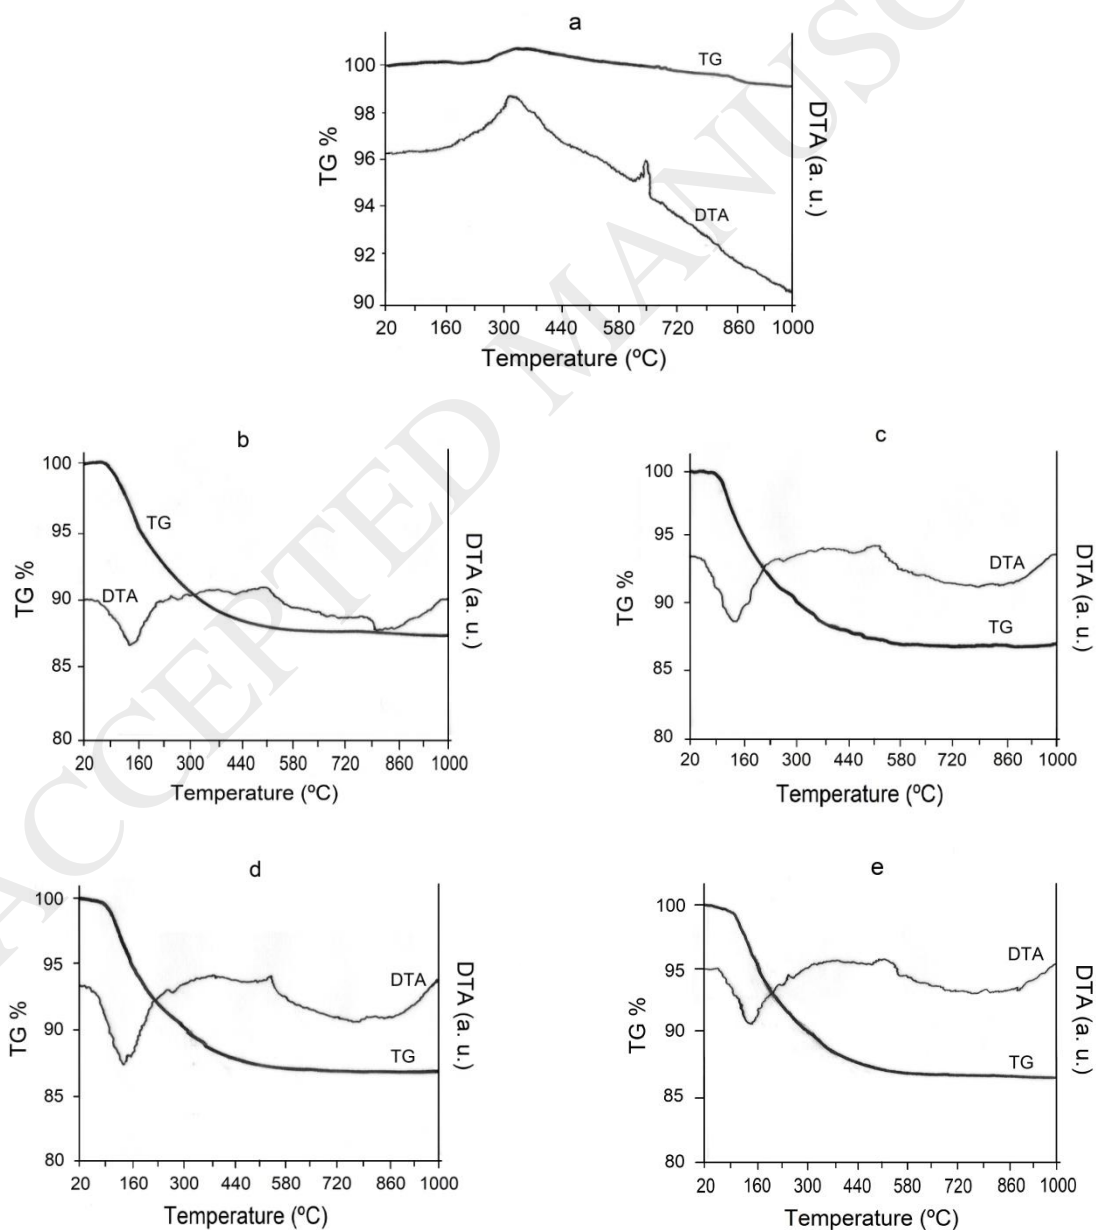 ACCEPTED MANUSC
a
100
98
96
94
92
90
TG %
TG
DTA
DTA (a. u.)
20 160 300 440 580 720 860 1000
Temperature (ºC)
b
100
95
90
85
80
TG %
TG
DTA
DTA (a. u.)
20 160 300 440 580 720 860 1000
Temperature (ºC)
c
100
95
90
85
80
TG %
DTA
TG
DTA (a. u.)
20 160 300 440 580 720 860 1000
Temperature (ºC)
d
100
95
90
85
80
TG %
DTA
TG
DTA (a. u.)
20 160 300 440 580 720 860 1000
Temperature (ºC)
e
100
95
90
85
80
TG %
DTA
TG
DTA (a. u.)
20 160 300 440 580 720 860 1000
Temperature (ºC)